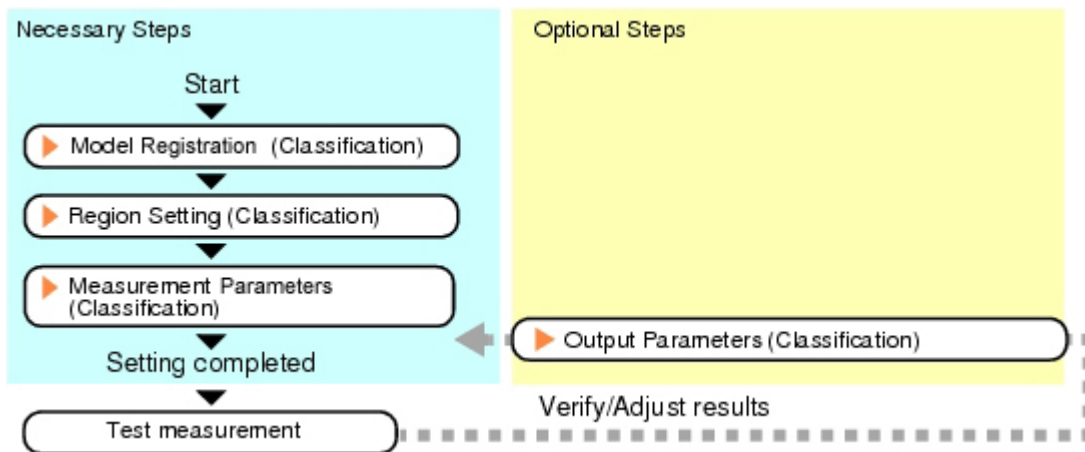 Necessary Steps
Optional Steps
Start
Model Registration (Classification)
Region Setting (Classification)
Measurement Parameters
(Classification)
Output Parameters (Classification)
Setting completed
Verify/Adjust results
Test measurement